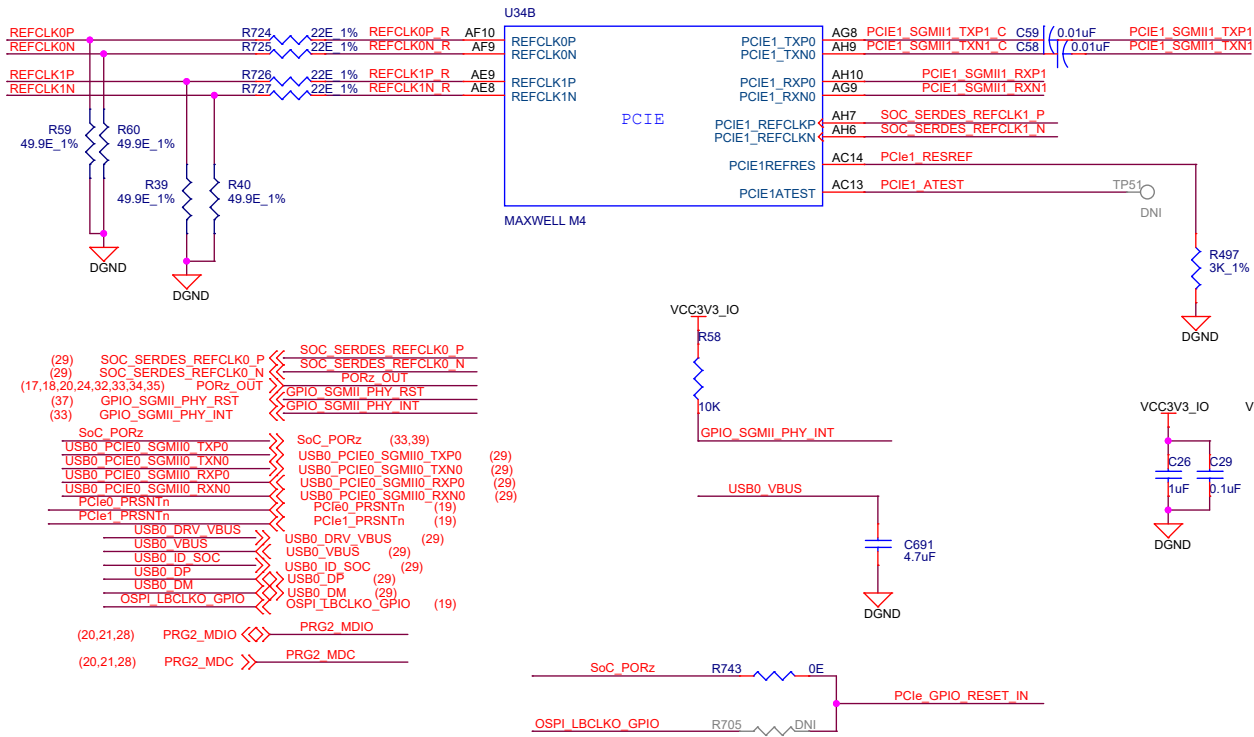 U34B
REFCLK0P R724 22E_1% REFCLK0P_R AF10 REFCLK0P PCIE1_TXP0 AG8 PCIE1_SGMII1_TXP1_C C59 0.01uF PCIE1_SGMII1_TXP1
REFCLK0N R725 22E_1% REFCLK0N_R AF9 REFCLK0N PCIE1_TXN0 AH9 PCIE1_SGMII1_TXN1_C C58 0.01uF PCIE1_SGMII1_TXN1
REFCLK1P R726 22E_1% REFCLK1P_R AE9 REFCLK1P PCIE1_RXP0 AH10 PCIE1_SGMII1_RXP1
REFCLK1N R727 22E_1% REFCLK1N_R AE8 REFCLK1N PCIE1_RXN0 AG9 PCIE1_SGMII1_RXN1
PCIE
PCIE1_REFCLKP AH7 SOC_SERDES_REFCLK1_P
PCIE1_REFCLKN AH6 SOC_SERDES_REFCLK1_N
R59 R60
49.9E_1% 49.9E_1%
PCIE1REFRES AC14 PCIe1_RESREF
R39 R40
49.9E_1% 49.9E_1%
PCIE1ATEST AC13 PCIE1_ATEST TP51
DNI
MAXWELL M4
DGND
DGND
R497
3K_1%
DGND
VCC3V3_IO
R58
10K
GPIO_SGMII_PHY_INT
(29) SOC_SERDES_REFCLK0_P SOC_SERDES_REFCLK0_P
(29) SOC_SERDES_REFCLK0_N SOC_SERDES_REFCLK0_N
(17,18,20,24,32,33,34,35) PORz_OUT PORz_OUT
(37) GPIO_SGMII_PHY_RST GPIO_SGMII_PHY_RST
(33) GPIO_SGMII_PHY_INT GPIO_SGMII_PHY_INT
SoC_PORz SoC_PORz (33,39)
USB0_PCIE0_SGMII0_TXP0 USB0_PCIE0_SGMII0_TXP0 (29)
USB0_PCIE0_SGMII0_TXN0 USB0_PCIE0_SGMII0_TXN0 (29)
USB0_PCIE0_SGMII0_RXP0 USB0_PCIE0_SGMII0_RXP0 (29)
USB0_PCIE0_SGMII0_RXN0 USB0_PCIE0_SGMII0_RXN0 (29)
PCIe0_PRSNTn PCIe0_PRSNTn (19)
PCIe1_PRSNTn PCIe1_PRSNTn (19)
USB0_DRV_VBUS USB0_DRV_VBUS (29)
USB0_VBUS USB0_VBUS (29)
USB0_ID_SOC USB0_ID_SOC (29)
USB0_DP USB0_DP (29)
USB0_DM USB0_DM (29)
OSPI_LBCLKO_GPIO OSPI_LBCLKO_GPIO (19)
(20,21,28) PRG2_MDIO PRG2_MDIO
(20,21,28) PRG2_MDC PRG2_MDC
USB0_VBUS
C691
4.7uF
DGND
VCC3V3_IO V
C26 C29
1uF 0.1uF
DGND
SoC_PORz R743 0E
PCIe_GPIO_RESET_IN
OSPI_LBCLKO_GPIO R705 DNI